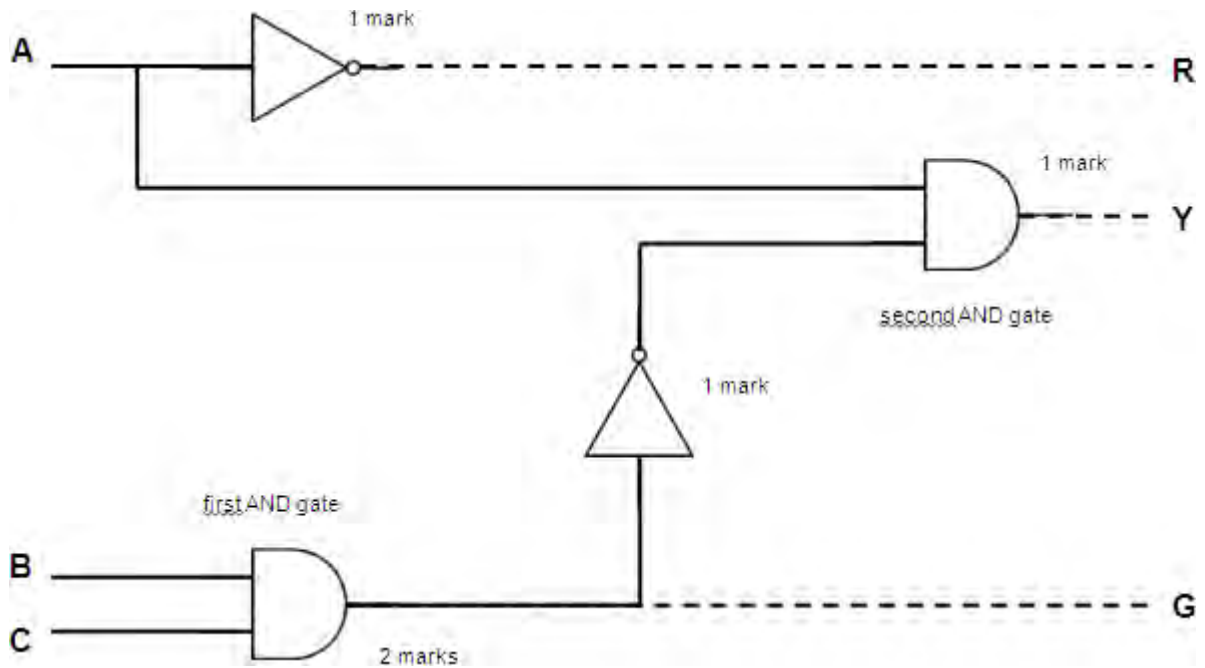 1 mark
A
R
1 mark
Y
second AND gate
1 mark
first AND gate
B
G
C
2 marks